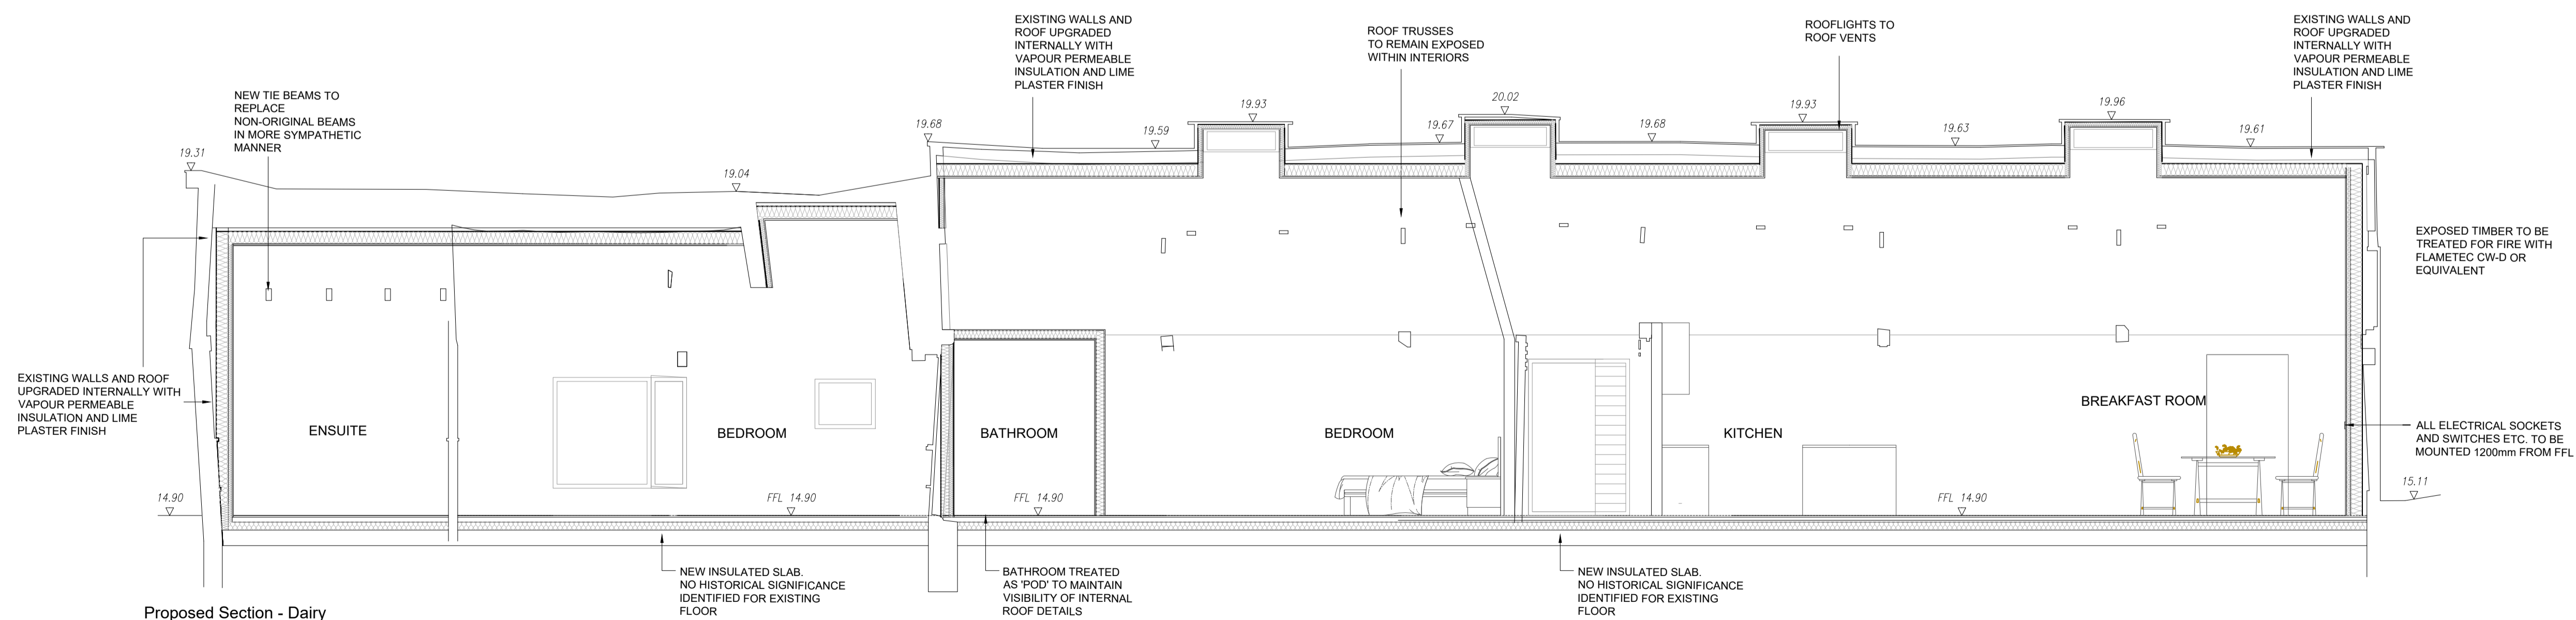 EXISTING WALLS AND
ROOF UPGRADED
INTERNALLY WITH
VAPOUR PERMEABLE
INSULATION AND LIME
PLASTER FINISH
ROOF TRUSSES
TO REMAIN EXPOSED
WITHIN INTERIORS
ROOFLIGHTS TO
ROOF VENTS
EXISTING WALLS AND
ROOF UPGRADED
INTERNALLY WITH
VAPOUR PERMEABLE
INSULATION AND LIME
PLASTER FINISH
NEW TIE BEAMS TO
REPLACE
NON-ORIGINAL BEAMS
IN MORE SYMPATHETIC
MANNER
19.31
19.04
19.68
19.59
19.93
19.67
20.02
19.68
19.93
19.63
19.96
19.61
EXPOSED TIMBER TO BE
TREATED FOR FIRE WITH
FLAMETEC CW-D OR
EQUIVALENT
EXISTING WALLS AND ROOF
UPGRADED INTERNALLY WITH
VAPOUR PERMEABLE
INSULATION AND LIME
PLASTER FINISH
ENSUITE
BEDROOM
BATHROOM
BEDROOM
KITCHEN
BREAKFAST ROOM
ALL ELECTRICAL SOCKETS
AND SWITCHES ETC. TO BE
MOUNTED 1200mm FROM FFL
14.90
FFL 14.90
FFL 14.90
FFL 14.90
15.11
NEW INSULATED SLAB.
NO HISTORICAL SIGNIFICANCE
IDENTIFIED FOR EXISTING
FLOOR
BATHROOM TREATED
AS 'POD' TO MAINTAIN
VISIBILITY OF INTERNAL
ROOF DETAILS
NEW INSULATED SLAB.
NO HISTORICAL SIGNIFICANCE
IDENTIFIED FOR EXISTING
FLOOR
Proposed Section - Dairy